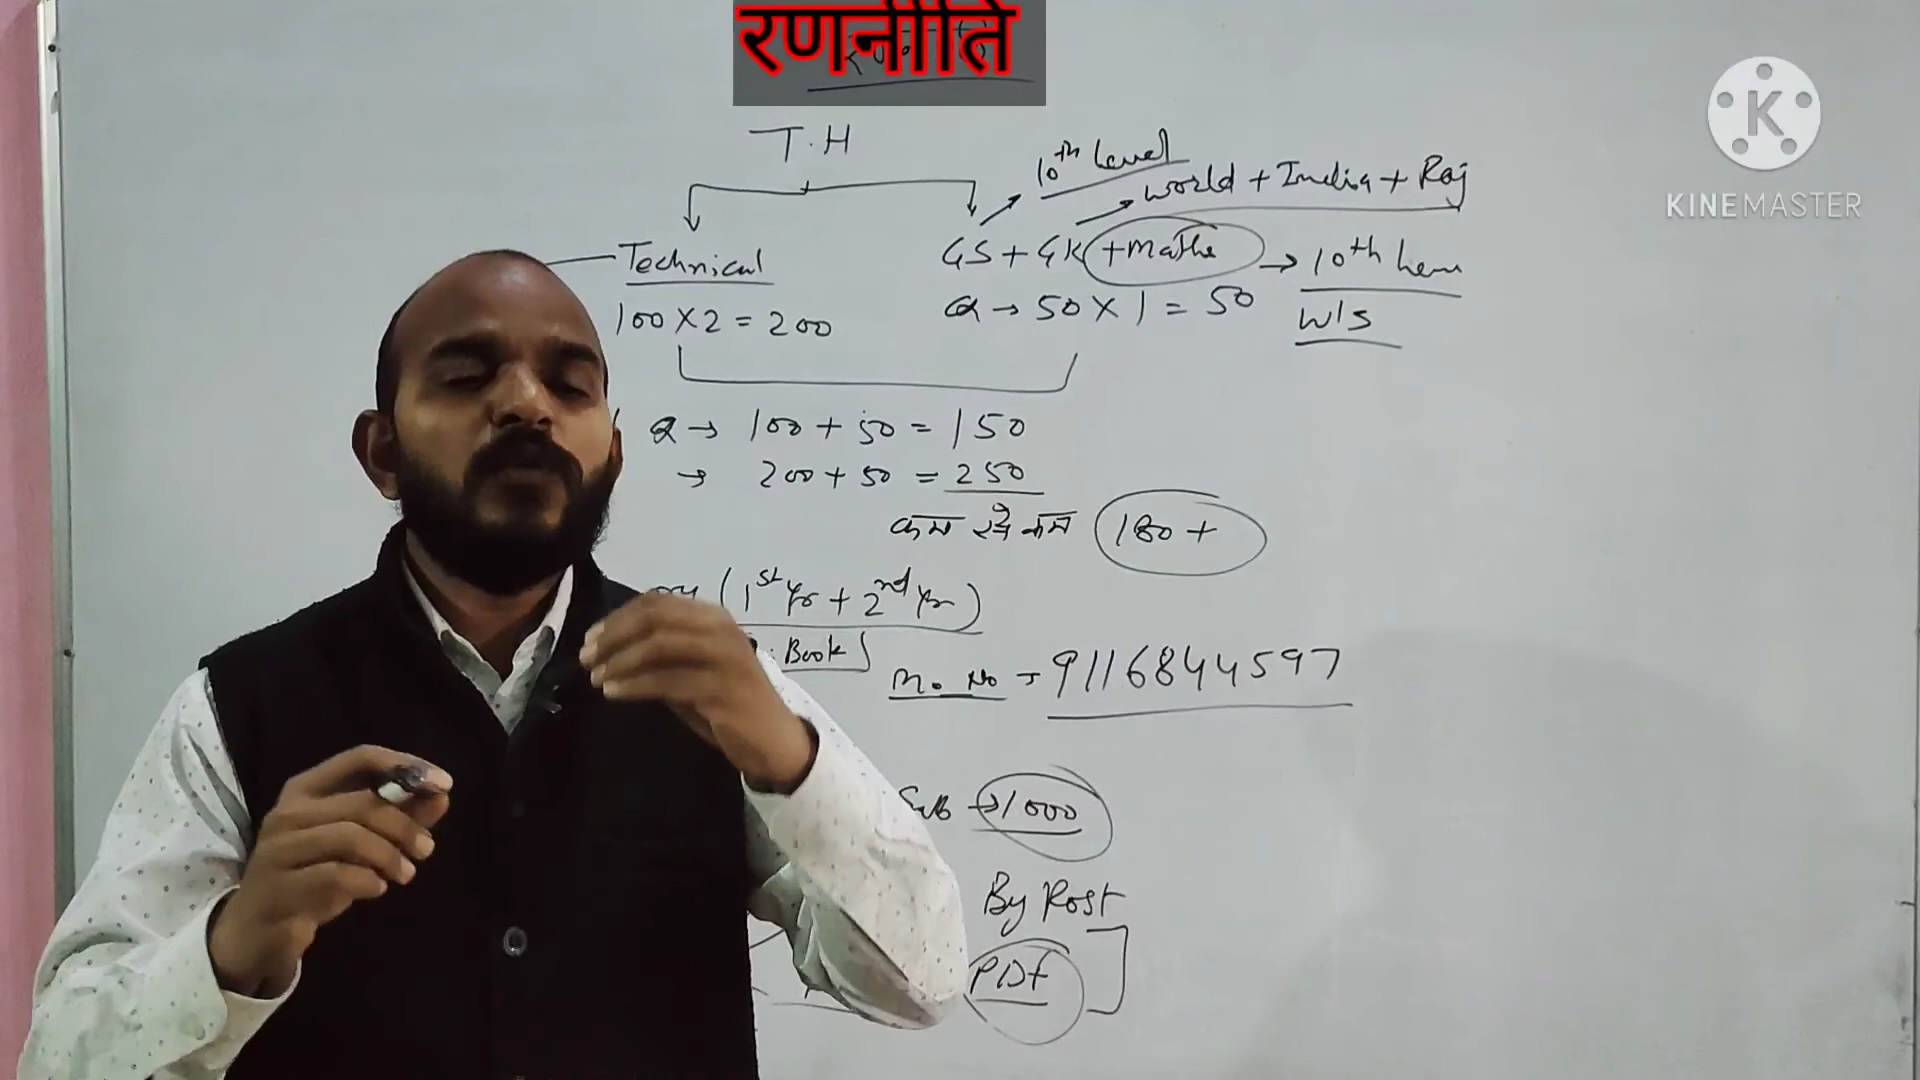 रणनीति
KINEMASTER
T.H
10th Level
World + India + Raj
Technical
GS + GK + maths → 10th
100 X 2 = 200
Q → 50 X 1 = 50
W/S
Q → 100 + 50 = 150
→ 200 + 50 = 250
कम से कम 180 +
(1st Yr + 2nd Yr)
Book
Mo. No → 9116844597
Sub → 1000
By Post
PDF